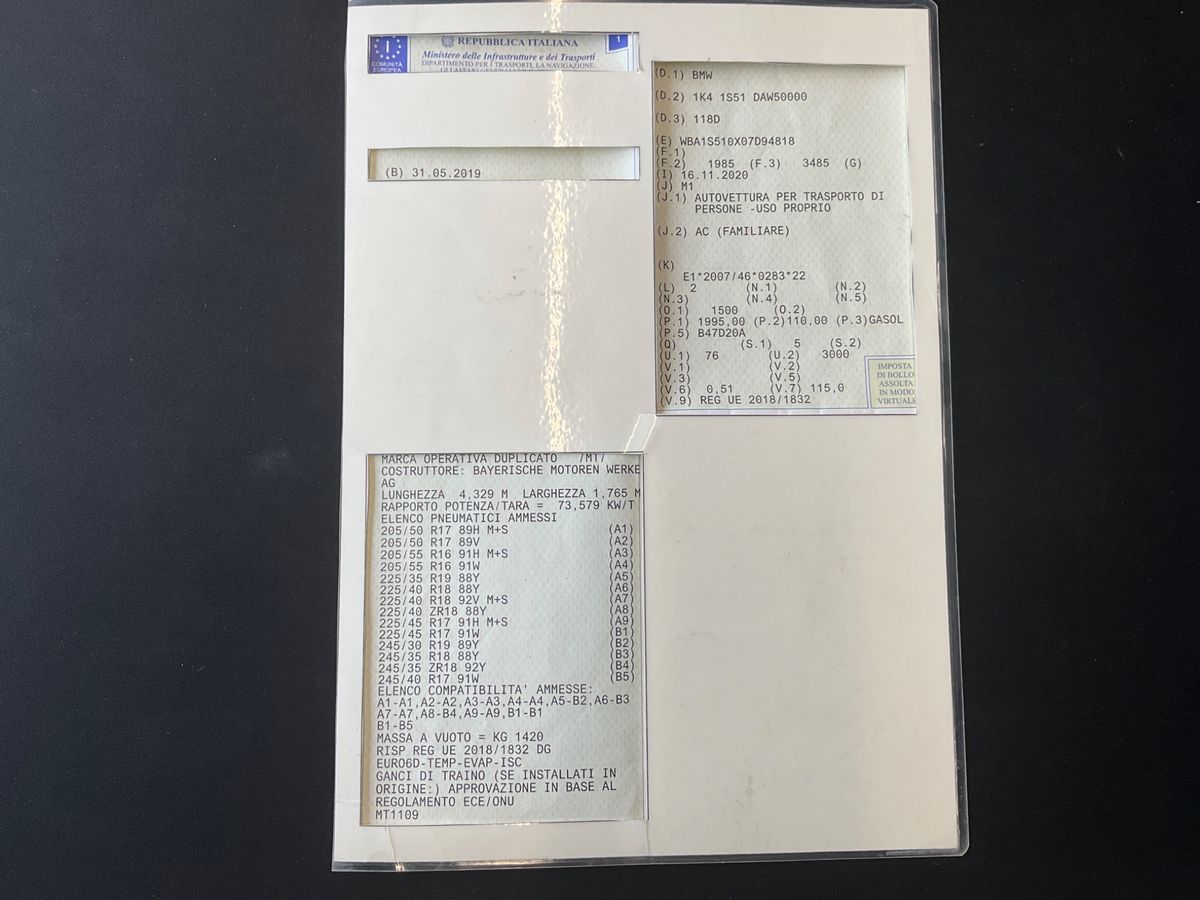 COMUNITÀ
EUROPEA
REPUBBLICA ITALIANA
1
Ministero delle Infrastrutture e dei Trasporti
DIPARTIMENTO PER I TRASPORTI, LA NAVIGAZIONE,
(B) 31.05.2019
(D.1) BMW
(D.2) 1K4 1S51 DAW50000
(D.3) 118D
(E) WBA1S510X07D94818
(F.1)
(F.2) 1985 (F.3) 3485 (G)
(I) 16.11.2020
(J) M1
(J.1) AUTOVETTURA PER TRASPORTO DI
PERSONE -USO PROPRIO
(J.2) AC (FAMILIARE)
(K)
E1*2007/46*0283*22
(L) 2 (N.1) (N.2)
(N.3) (N.4) (N.5)
(O.1) 1500 (O.2)
(P.1) 1995,00 (P.2)110,00 (P.3)GASOL
(P.5) B47D20A
(Q) (S.1) 5 (S.2)
(U.1) 76 (U.2) 3000
(V.1) (V.2)
(V.3) (V.5)
(V.6) 0,51 (V.7) 115,0
(V.9) REG UE 2018/1832
IMPOSTA
DI BOLLO
ASSOLTA
IN MODO
VIRTUALE
MARCA OPERATIVA DUPLICATO /MT/
COSTRUTTORE: BAYERISCHE MOTOREN WERKE
AG
LUNGHEZZA 4,329 M LARGHEZZA 1,765 M
RAPPORTO POTENZA/TARA = 73,579 KW/T
ELENCO PNEUMATICI AMMESSI
205/50 R17 89H M+S (A1)
205/50 R17 89V (A2)
205/55 R16 91H M+S (A3)
205/55 R16 91W (A4)
225/35 R19 88Y (A5)
225/40 R18 88Y (A6)
225/40 R18 92V M+S (A7)
225/40 ZR18 88Y (A8)
225/45 R17 91H M+S (A9)
225/45 R17 91W (B1)
245/30 R19 89Y (B2)
245/35 R18 88Y (B3)
245/35 ZR18 92Y (B4)
245/40 R17 91W (B5)
ELENCO COMPATIBILITA' AMMESSE:
A1-A1,A2-A2,A3-A3,A4-A4,A5-B2,A6-B3
A7-A7,A8-B4,A9-A9,B1-B1
B1-B5
MASSA A VUOTO = KG 1420
RISP REG UE 2018/1832 DG
EURO6D-TEMP-EVAP-ISC
GANCI DI TRAINO (SE INSTALLATI IN
ORIGINE:) APPROVAZIONE IN BASE AL
REGOLAMENTO ECE/ONU
MT1109